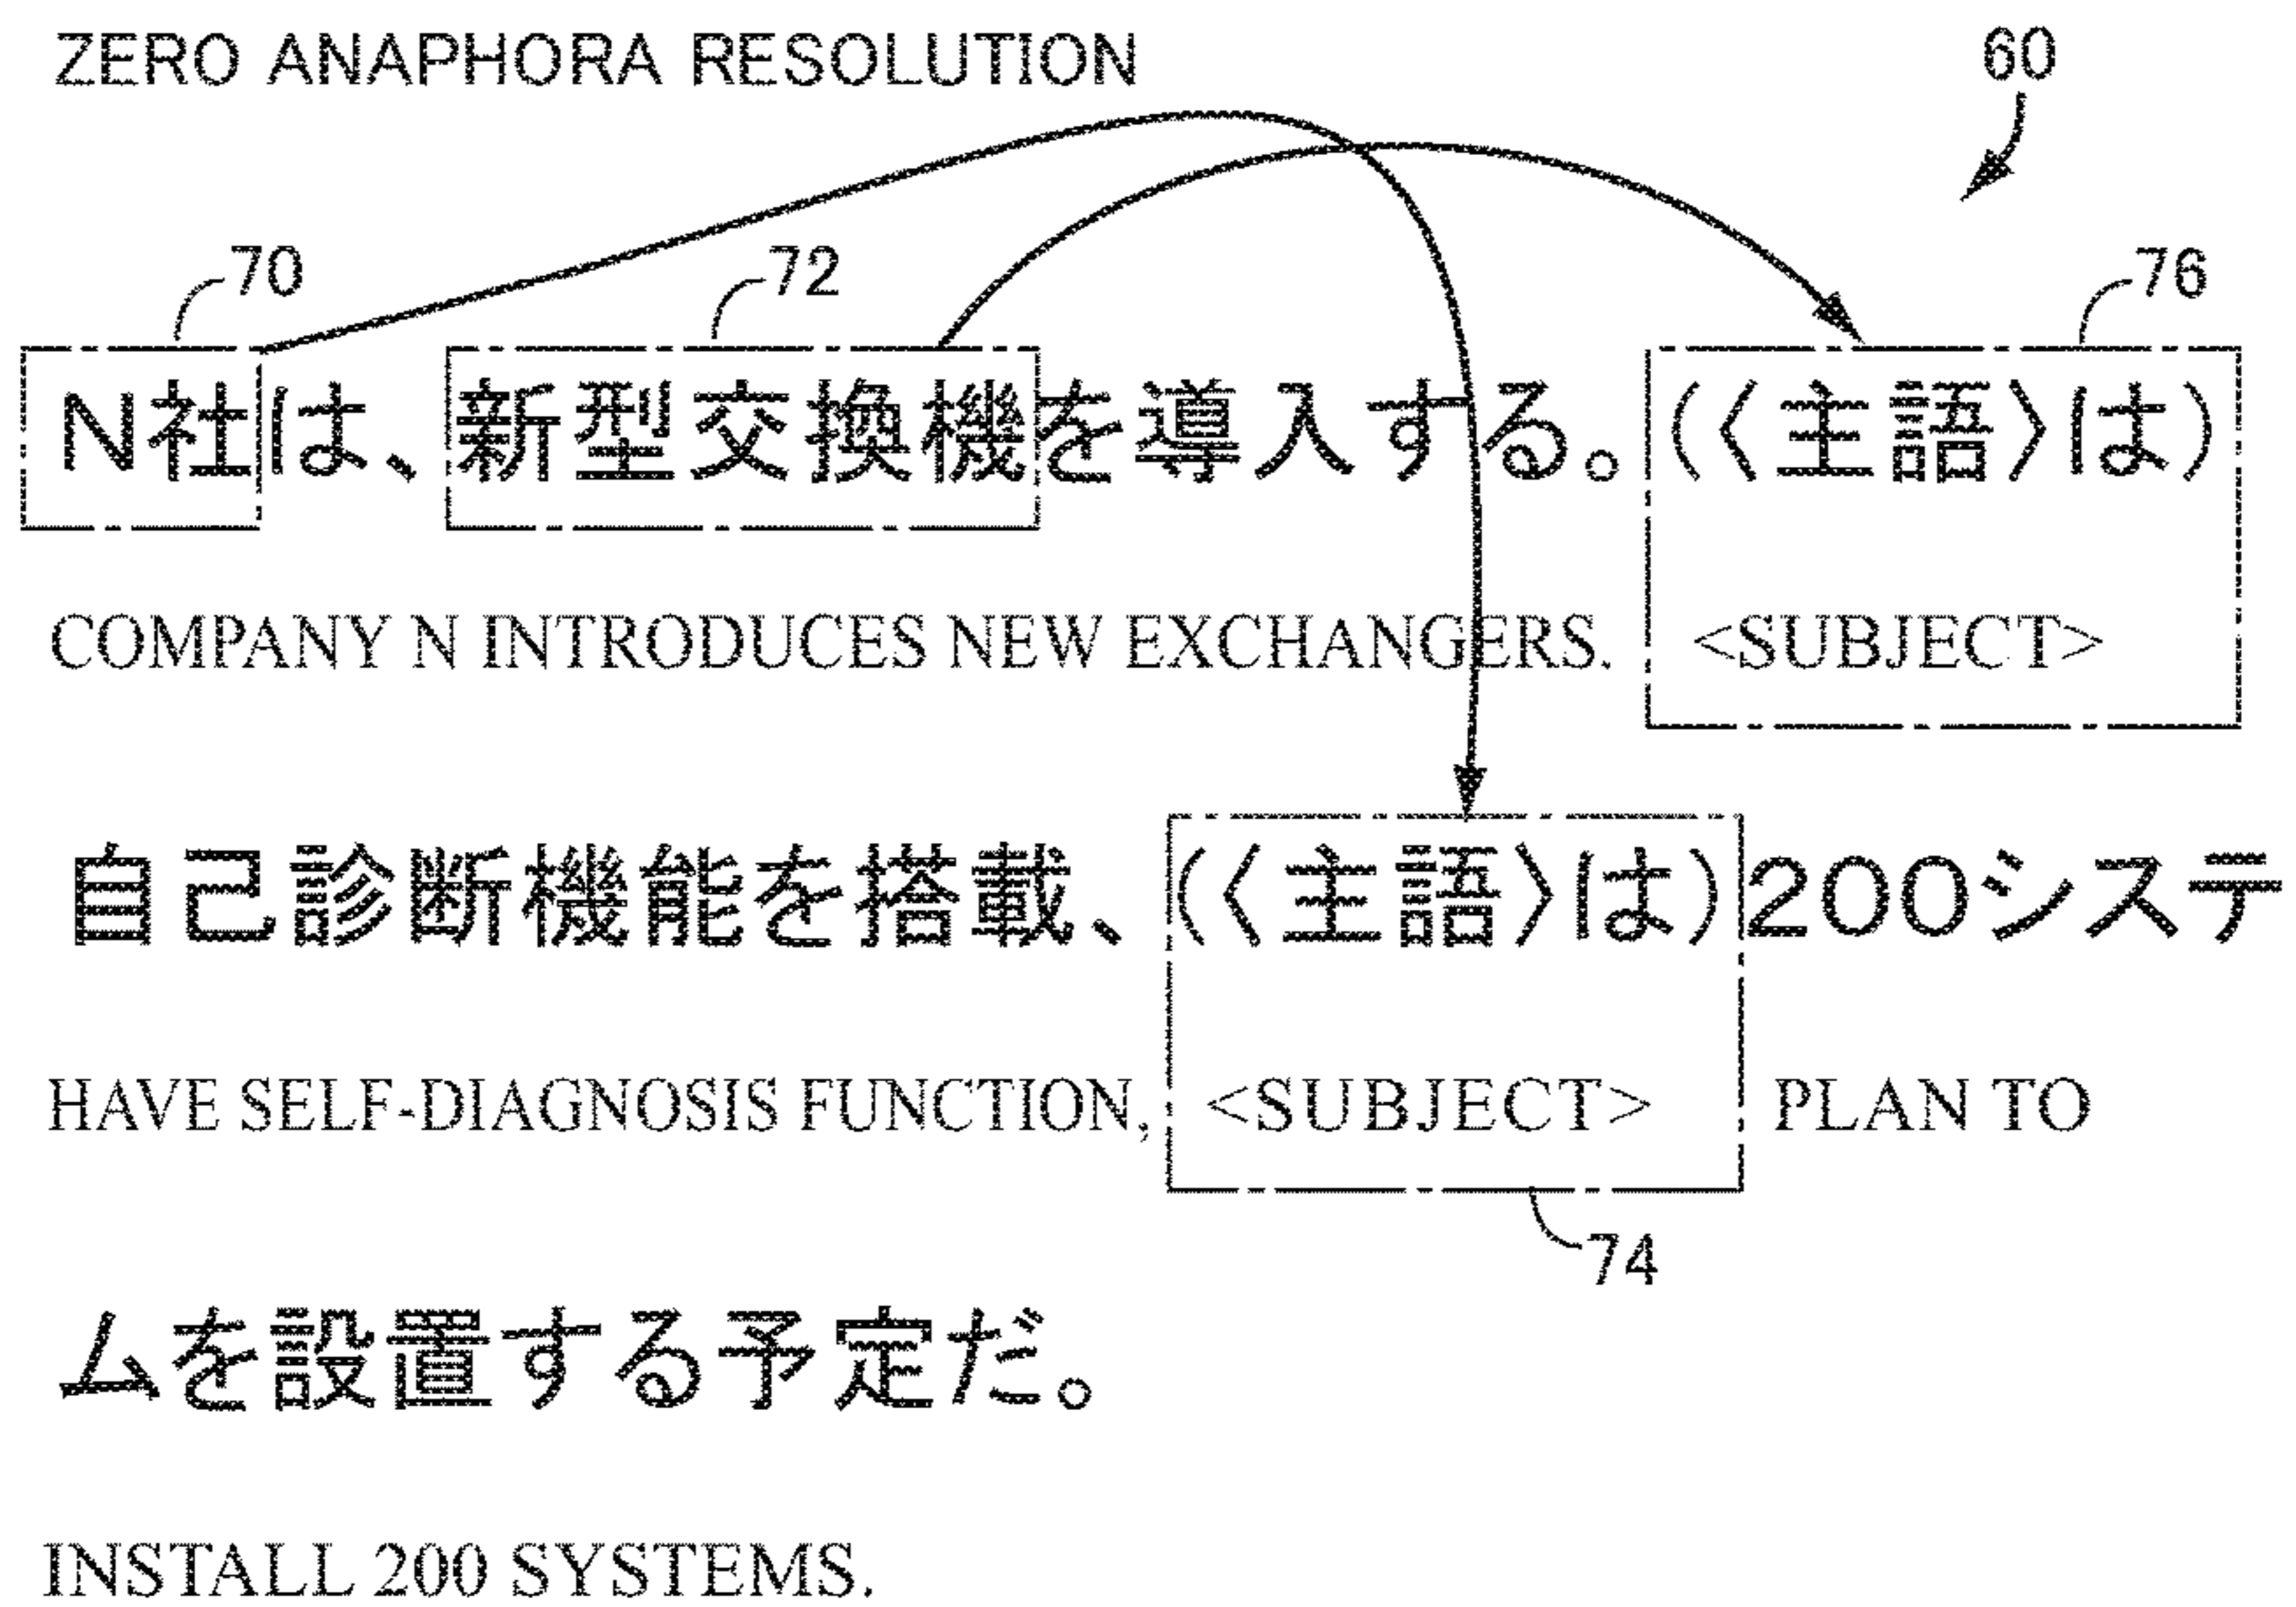 ZERO ANAPHORA RESOLUTION
60
70
72
76
N社は、新型交換機を導入する。(〈主語〉は)
COMPANY N INTRODUCES NEW EXCHANGERS. <SUBJECT>
自己診断機能を搭載、(〈主語〉は)200システ
HAVE SELF-DIAGNOSIS FUNCTION, <SUBJECT> PLAN TO
74
ムを設置する予定だ。
INSTALL 200 SYSTEMS.